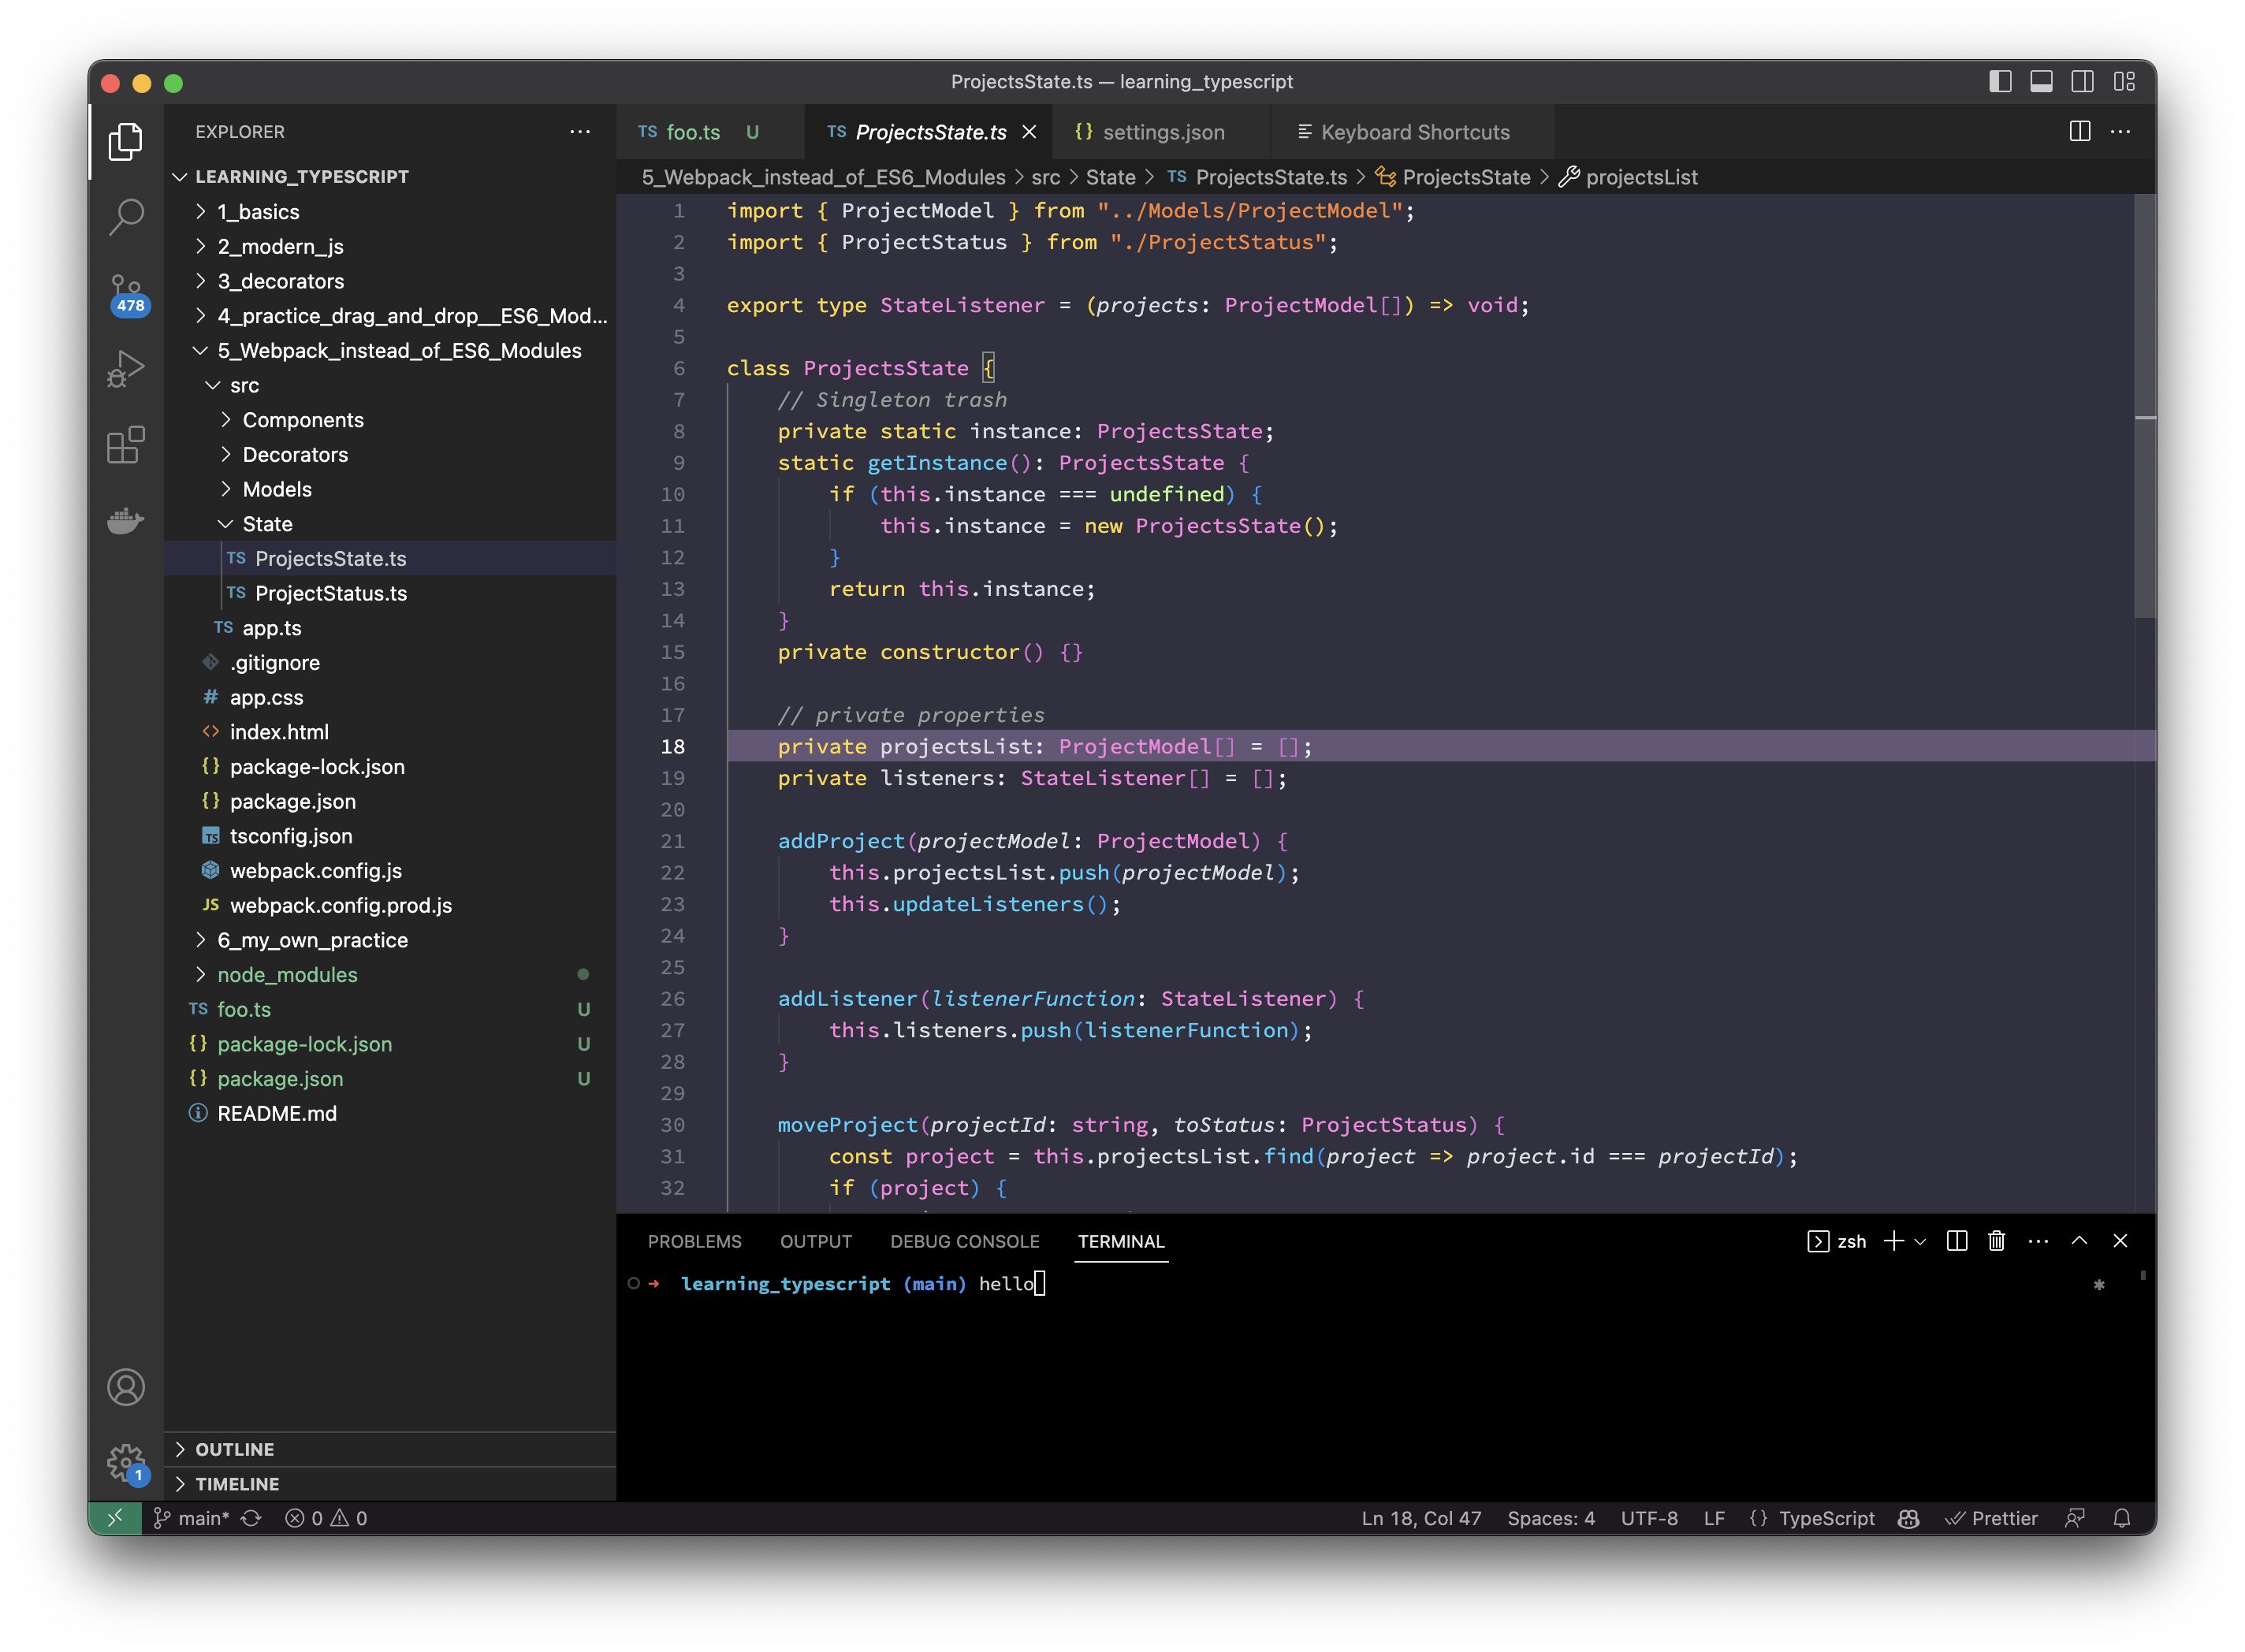 ProjectsState.ts — learning_typescript
EXPLORER
LEARNING_TYPESCRIPT
1_basics
2_modern_js
3_decorators
4_practice_drag_and_drop__ES6_Mod...
5_Webpack_instead_of_ES6_Modules
src
Components
Decorators
Models
State
TS ProjectsState.ts
TS ProjectStatus.ts
TS app.ts
.gitignore
# app.css
<> index.html
{} package-lock.json
{} package.json
TS tsconfig.json
webpack.config.js
JS webpack.config.prod.js
6_my_own_practice
node_modules
TS foo.ts U
{} package-lock.json U
{} package.json U
README.md
OUTLINE
TIMELINE
478
1
TS foo.ts U
TS ProjectsState.ts
{} settings.json
Keyboard Shortcuts
5_Webpack_instead_of_ES6_Modules > src > State > TS ProjectsState.ts > ProjectsState > projectsList
1 import { ProjectModel } from "../Models/ProjectModel";
2 import { ProjectStatus } from "./ProjectStatus";
3
4 export type StateListener = (projects: ProjectModel[]) => void;
5
6 class ProjectsState {
7 // Singleton trash
8 private static instance: ProjectsState;
9 static getInstance(): ProjectsState {
10 if (this.instance === undefined) {
11 this.instance = new ProjectsState();
12 }
13 return this.instance;
14 }
15 private constructor() {}
16
17 // private properties
18 private projectsList: ProjectModel[] = [];
19 private listeners: StateListener[] = [];
20
21 addProject(projectModel: ProjectModel) {
22 this.projectsList.push(projectModel);
23 this.updateListeners();
24 }
25
26 addListener(listenerFunction: StateListener) {
27 this.listeners.push(listenerFunction);
28 }
29
30 moveProject(projectId: string, toStatus: ProjectStatus) {
31 const project = this.projectsList.find(project => project.id === projectId);
32 if (project) {
PROBLEMS OUTPUT DEBUG CONSOLE TERMINAL
zsh
→ learning_typescript (main) hello
*
main* 0 0
Ln 18, Col 47 Spaces: 4 UTF-8 LF {} TypeScript Prettier